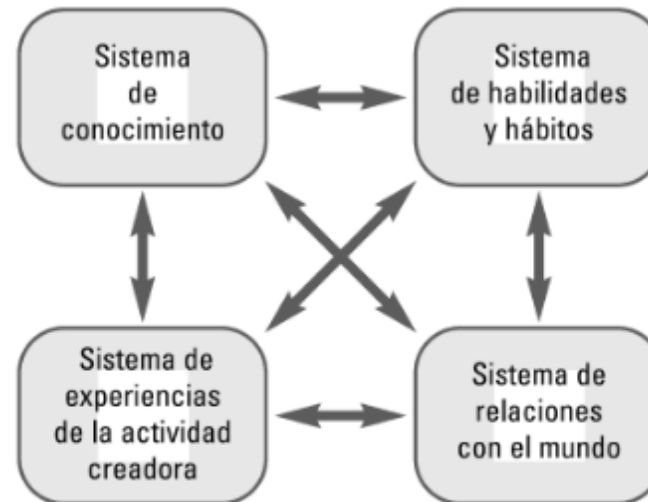 Sistema
de
conocimiento
Sistema
de habilidades
y hábitos
Sistema de
experiencias
de la actividad
creadora
Sistema de
relaciones
con el mundo